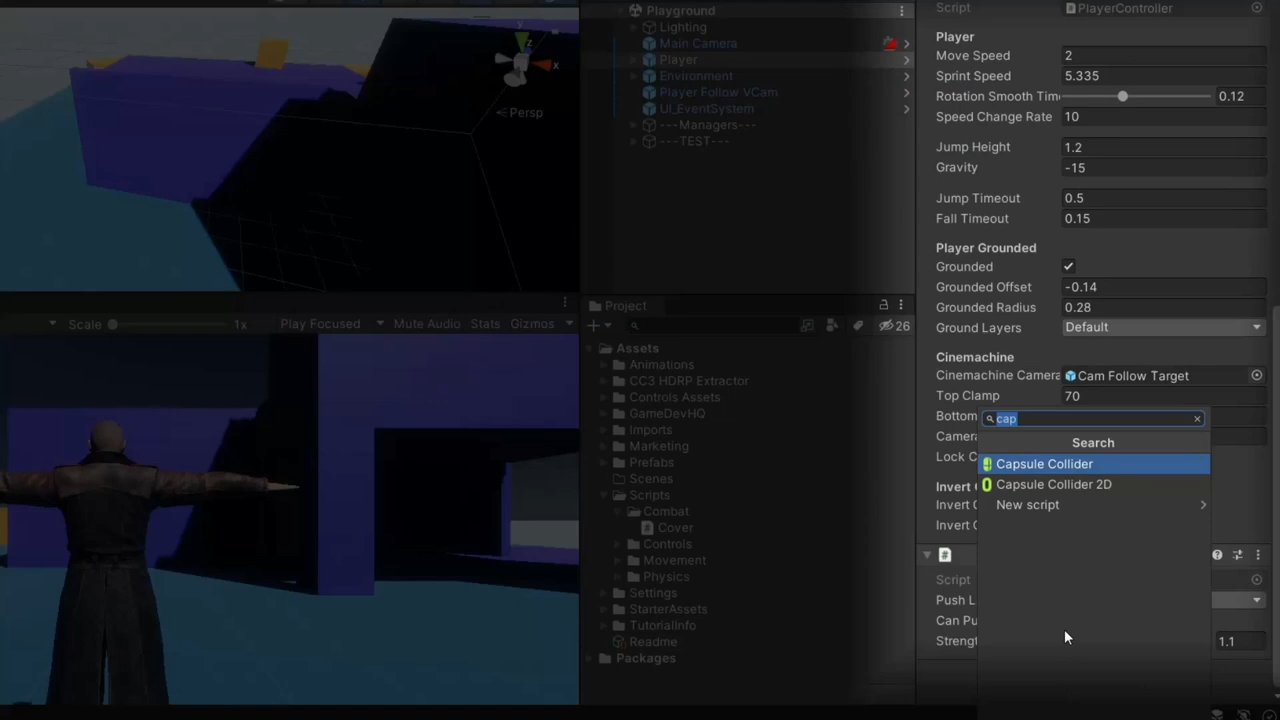 y
z
x
Persp
Scale
1x
Play Focused
Mute Audio
Stats
Gizmos
Playground
Lighting
Main Camera
Player
Environment
Player Follow VCam
UI_EventSystem
---Managers---
---TEST---
Project
26
Assets
Animations
CC3 HDRP Extractor
Controls Assets
GameDevHQ
Imports
Marketing
Prefabs
Scenes
Scripts
Combat
Cover
Controls
Movement
Physics
Settings
StarterAssets
TutorialInfo
Readme
Packages
Script PlayerController
Player
Move Speed 2
Sprint Speed 5.335
Rotation Smooth Tim 0.12
Speed Change Rate 10
Jump Height 1.2
Gravity -15
Jump Timeout 0.5
Fall Timeout 0.15
Player Grounded
Grounded
Grounded Offset -0.14
Grounded Radius 0.28
Ground Layers Default
Cinemachine
Cinemachine Camera Cam Follow Target
Top Clamp 70
Bottom
Camera
Lock C
Invert
Invert
Invert
cap
Search
Capsule Collider
Capsule Collider 2D
New script
#
Script
Push L
Can Pu
Strengt 1.1